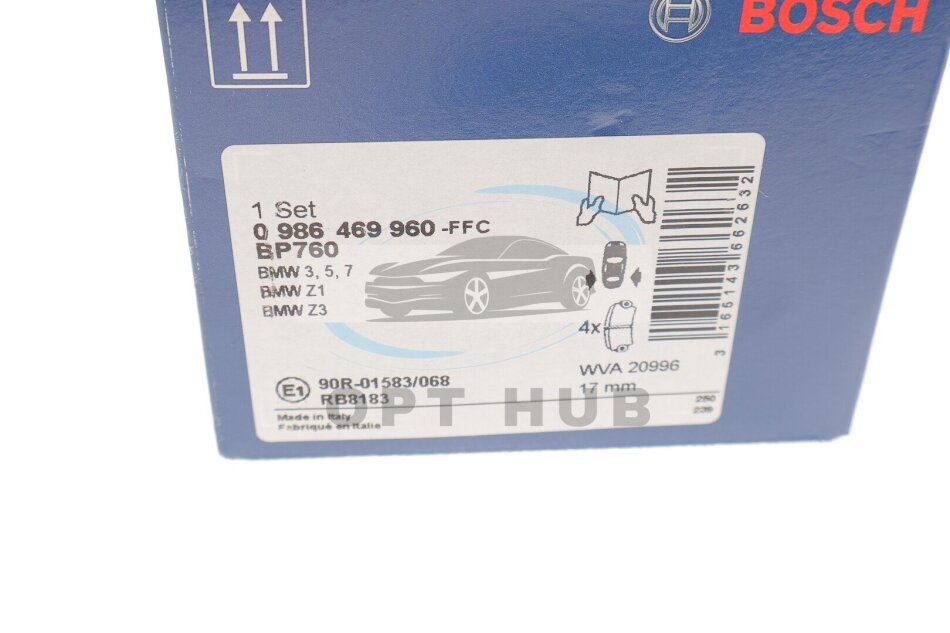 BOSCH
1 Set
0 986 469 960 -FFC
BP760
BMW 3, 5, 7
BMW Z1
BMW Z3
4x
WVA 20996
17 mm
E1 90R-01583/068
RB8183
Made in Italy
Fabriqué en Italie
250
239
3 165143 662632
OPT HUB